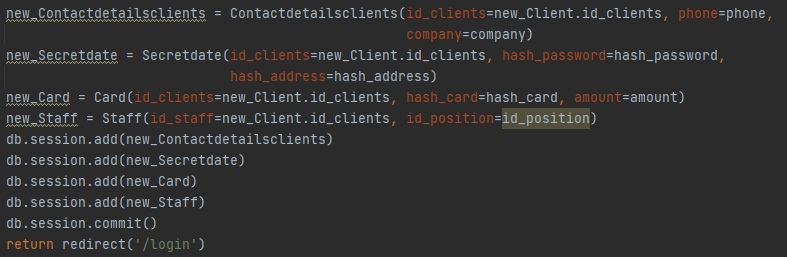 new_Contactdetailsclients = Contactdetailsclients(id_clients=new_Client.id_clients, phone=phone,
company=company)
new_Secretdate = Secretdate(id_clients=new_Client.id_clients, hash_password=hash_password,
hash_address=hash_address)
new_Card = Card(id_clients=new_Client.id_clients, hash_card=hash_card, amount=amount)
new_Staff = Staff(id_staff=new_Client.id_clients, id_position=id_position)
db.session.add(new_Contactdetailsclients)
db.session.add(new_Secretdate)
db.session.add(new_Card)
db.session.add(new_Staff)
db.session.commit()
return redirect('/login')